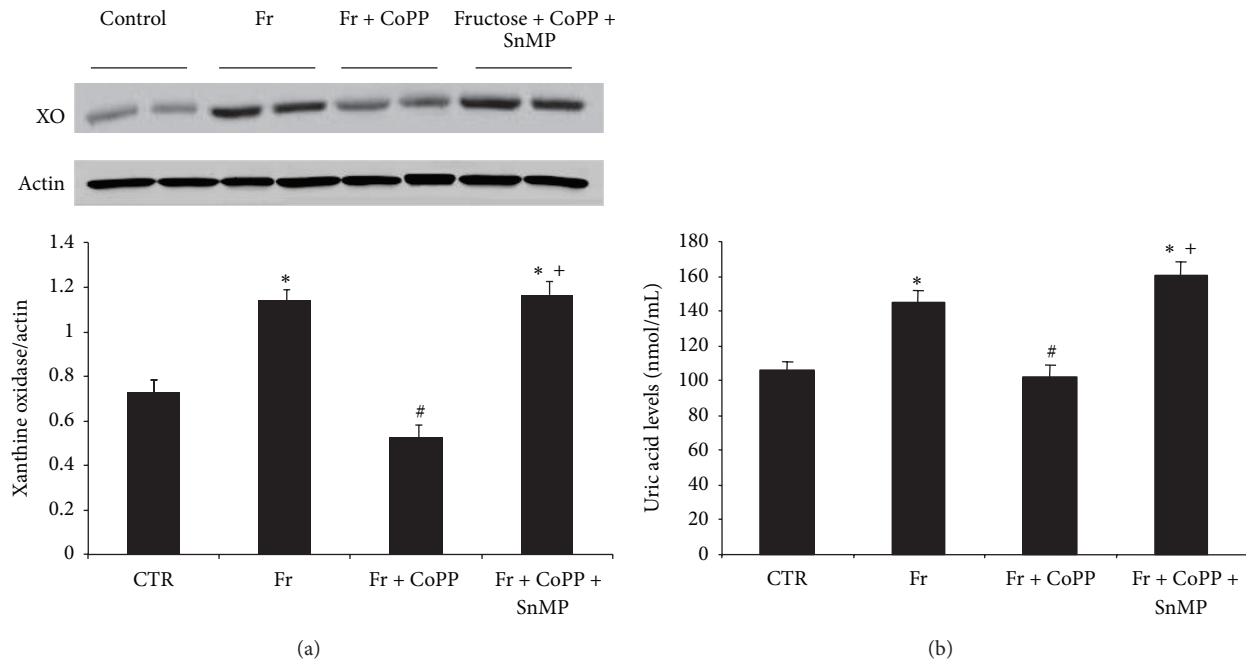 Control Fr Fr + CoPP Fructose + CoPP +
SnMP
XO
Actin
Xanthine oxidase/actin
1.4
1.2
1
0.8
0.6
0.4
0.2
0
*
#
* +
CTR Fr Fr + CoPP Fr + CoPP +
SnMP
(a)
Uric acid levels (nmol/mL)
180
160
140
120
100
80
60
40
20
0
*
#
* +
CTR Fr Fr + CoPP Fr + CoPP +
SnMP
(b)